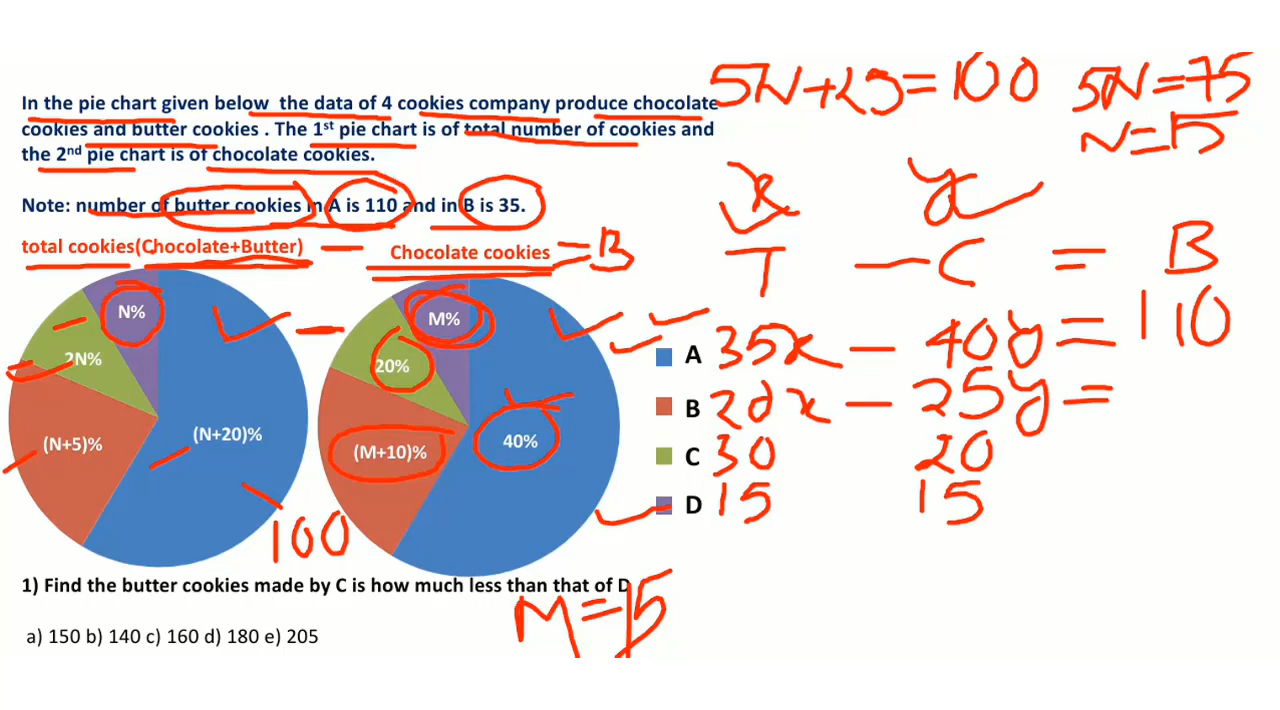 In the pie chart given below the data of 4 cookies company produce chocolate
cookies and butter cookies . The 1st pie chart is of total number of cookies and
the 2nd pie chart is of chocolate cookies.
Note: number of butter cookies in A is 110 and in B is 35.
total cookies(Chocolate+Butter)
Chocolate cookies
= B
N%
2N%
(N+5)%
(N+20)%
100
M%
20%
(M+10)%
40%
5N+25=100
5N=75
N=15
x y
T - C = B
A 35x - 40y = 110
B 20x - 25y =
C 30 20
D 15 15
1) Find the butter cookies made by C is how much less than that of D
M=15
a) 150 b) 140 c) 160 d) 180 e) 205